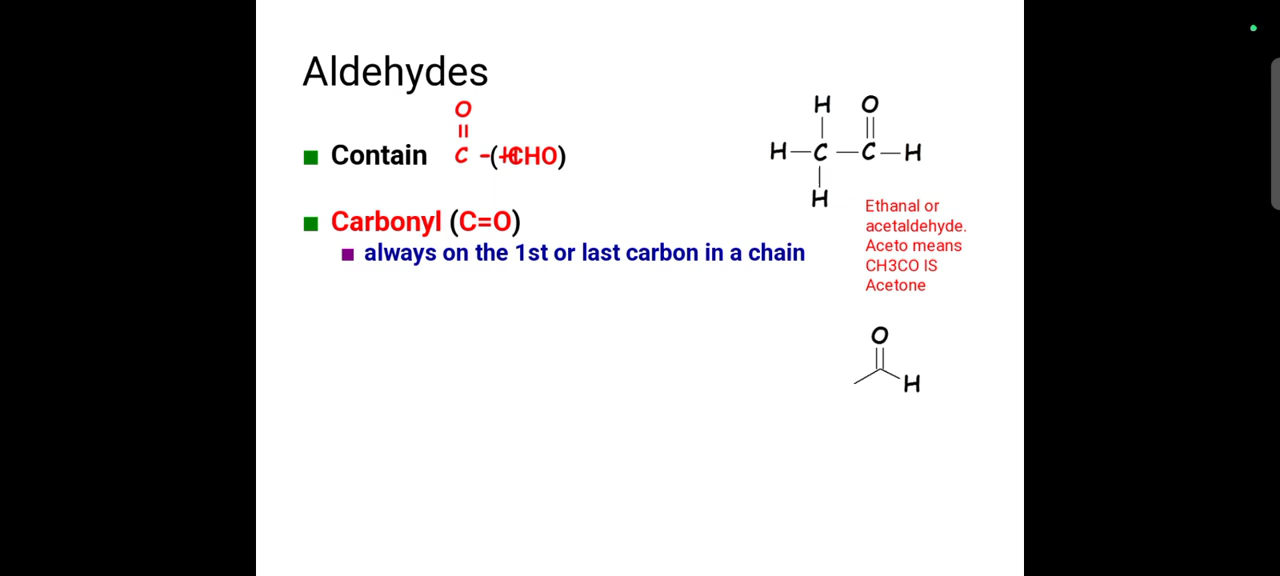 Aldehydes
O
Contain C -(-CHO)
Carbonyl (C=O)
always on the 1st or last carbon in a chain
H O
H C C H
H
Ethanal or
acetaldehyde.
Aceto means
CH3CO IS
Acetone
O
H